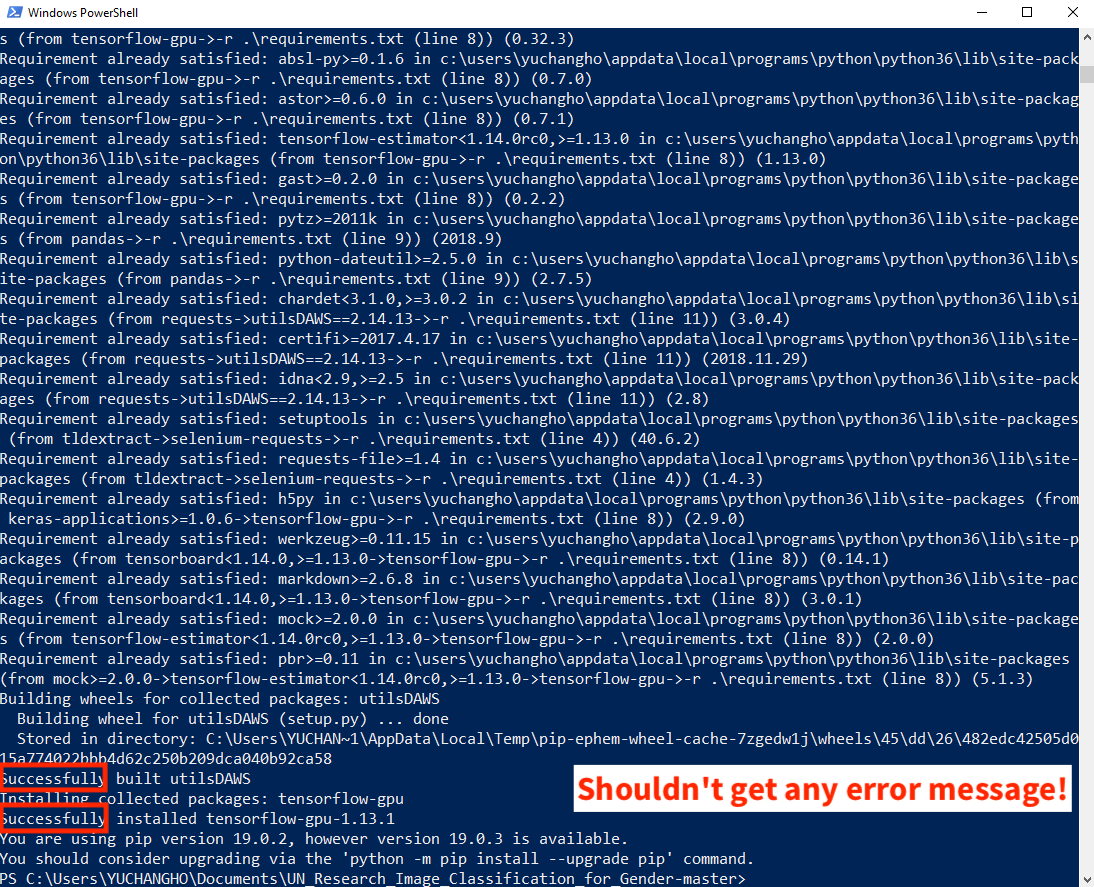 Windows PowerShell
s (from tensorflow-gpu->-r .\requirements.txt (line 8)) (0.32.3)
Requirement already satisfied: absl-py>=0.1.6 in c:\users\yuchangho\appdata\local\programs\python\python36\lib\site-pack
ages (from tensorflow-gpu->-r .\requirements.txt (line 8)) (0.7.0)
Requirement already satisfied: astor>=0.6.0 in c:\users\yuchangho\appdata\local\programs\python\python36\lib\site-packag
es (from tensorflow-gpu->-r .\requirements.txt (line 8)) (0.7.1)
Requirement already satisfied: tensorflow-estimator<1.14.0rc0,>=1.13.0 in c:\users\yuchangho\appdata\local\programs\pyth
on\python36\lib\site-packages (from tensorflow-gpu->-r .\requirements.txt (line 8)) (1.13.0)
Requirement already satisfied: gast>=0.2.0 in c:\users\yuchangho\appdata\local\programs\python\python36\lib\site-package
s (from tensorflow-gpu->-r .\requirements.txt (line 8)) (0.2.2)
Requirement already satisfied: pytz>=2011k in c:\users\yuchangho\appdata\local\programs\python\python36\lib\site-package
s (from pandas->-r .\requirements.txt (line 9)) (2018.9)
Requirement already satisfied: python-dateutil>=2.5.0 in c:\users\yuchangho\appdata\local\programs\python\python36\lib\s
ite-packages (from pandas->-r .\requirements.txt (line 9)) (2.7.5)
Requirement already satisfied: chardet<3.1.0,>=3.0.2 in c:\users\yuchangho\appdata\local\programs\python\python36\lib\si
te-packages (from requests->utilsDAWS==2.14.13->-r .\requirements.txt (line 11)) (3.0.4)
Requirement already satisfied: certifi>=2017.4.17 in c:\users\yuchangho\appdata\local\programs\python\python36\lib\site-
packages (from requests->utilsDAWS==2.14.13->-r .\requirements.txt (line 11)) (2018.11.29)
Requirement already satisfied: idna<2.9,>=2.5 in c:\users\yuchangho\appdata\local\programs\python\python36\lib\site-pack
ages (from requests->utilsDAWS==2.14.13->-r .\requirements.txt (line 11)) (2.8)
Requirement already satisfied: setuptools in c:\users\yuchangho\appdata\local\programs\python\python36\lib\site-packages
(from tldextract->selenium-requests->-r .\requirements.txt (line 4)) (40.6.2)
Requirement already satisfied: requests-file>=1.4 in c:\users\yuchangho\appdata\local\programs\python\python36\lib\site-
packages (from tldextract->selenium-requests->-r .\requirements.txt (line 4)) (1.4.3)
Requirement already satisfied: h5py in c:\users\yuchangho\appdata\local\programs\python\python36\lib\site-packages (from
keras-applications>=1.0.6->tensorflow-gpu->-r .\requirements.txt (line 8)) (2.9.0)
Requirement already satisfied: werkzeug>=0.11.15 in c:\users\yuchangho\appdata\local\programs\python\python36\lib\site-p
ackages (from tensorboard<1.14.0,>=1.13.0->tensorflow-gpu->-r .\requirements.txt (line 8)) (0.14.1)
Requirement already satisfied: markdown>=2.6.8 in c:\users\yuchangho\appdata\local\programs\python\python36\lib\site-pac
kages (from tensorboard<1.14.0,>=1.13.0->tensorflow-gpu->-r .\requirements.txt (line 8)) (3.0.1)
Requirement already satisfied: mock>=2.0.0 in c:\users\yuchangho\appdata\local\programs\python\python36\lib\site-package
s (from tensorflow-estimator<1.14.0rc0,>=1.13.0->tensorflow-gpu->-r .\requirements.txt (line 8)) (2.0.0)
Requirement already satisfied: pbr>=0.11 in c:\users\yuchangho\appdata\local\programs\python\python36\lib\site-packages
(from mock>=2.0.0->tensorflow-estimator<1.14.0rc0,>=1.13.0->tensorflow-gpu->-r .\requirements.txt (line 8)) (5.1.3)
Building wheels for collected packages: utilsDAWS
Building wheel for utilsDAWS (setup.py) ... done
Stored in directory: C:\Users\YUCHAN~1\AppData\Local\Temp\pip-ephem-wheel-cache-7zgedw1j\wheels\45\dd\26\482edc42505d0
15a774022bbb4d62c250b209dca040b92ca58
Successfully built utilsDAWS
Installing collected packages: tensorflow-gpu
Shouldn't get any error message!
Successfully installed tensorflow-gpu-1.13.1
You are using pip version 19.0.2, however version 19.0.3 is available.
You should consider upgrading via the 'python -m pip install --upgrade pip' command.
PS C:\Users\YUCHANGHO\Documents\UN_Research_Image_Classification_for_Gender-master>